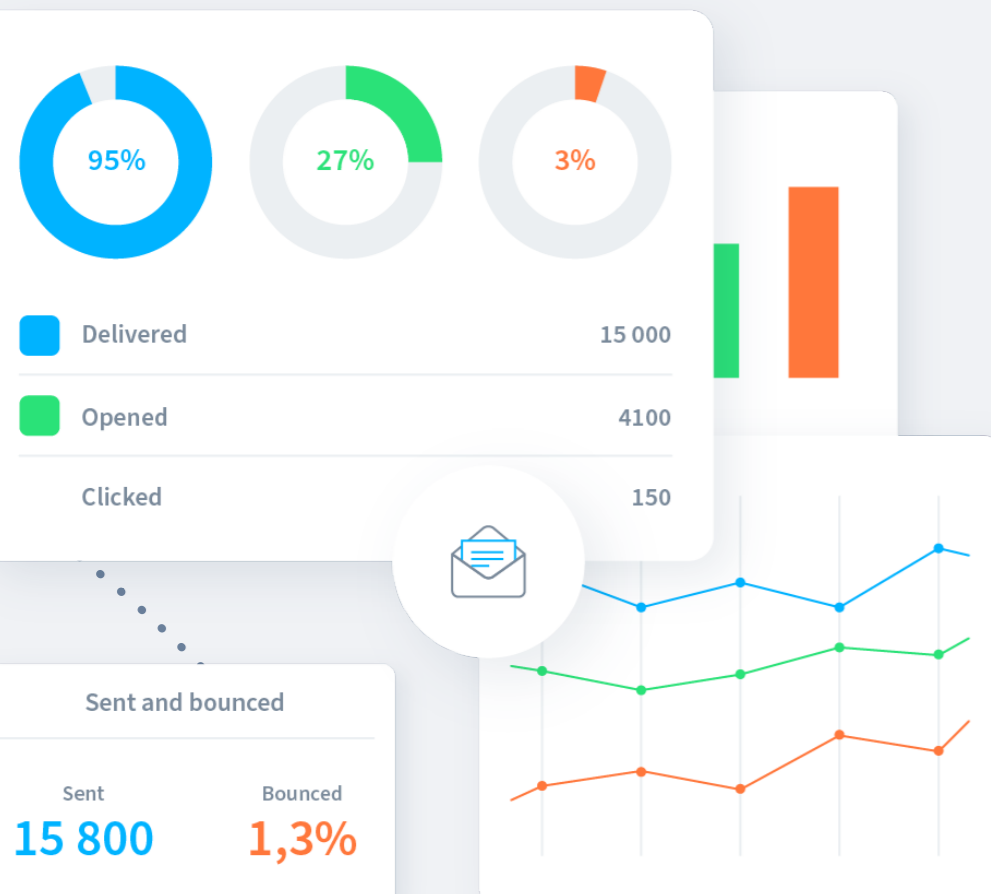 95% 27% 3%
Delivered 15 000
Opened 4100
Clicked 150
Sent and bounced
Sent Bounced
15 800 1,3%